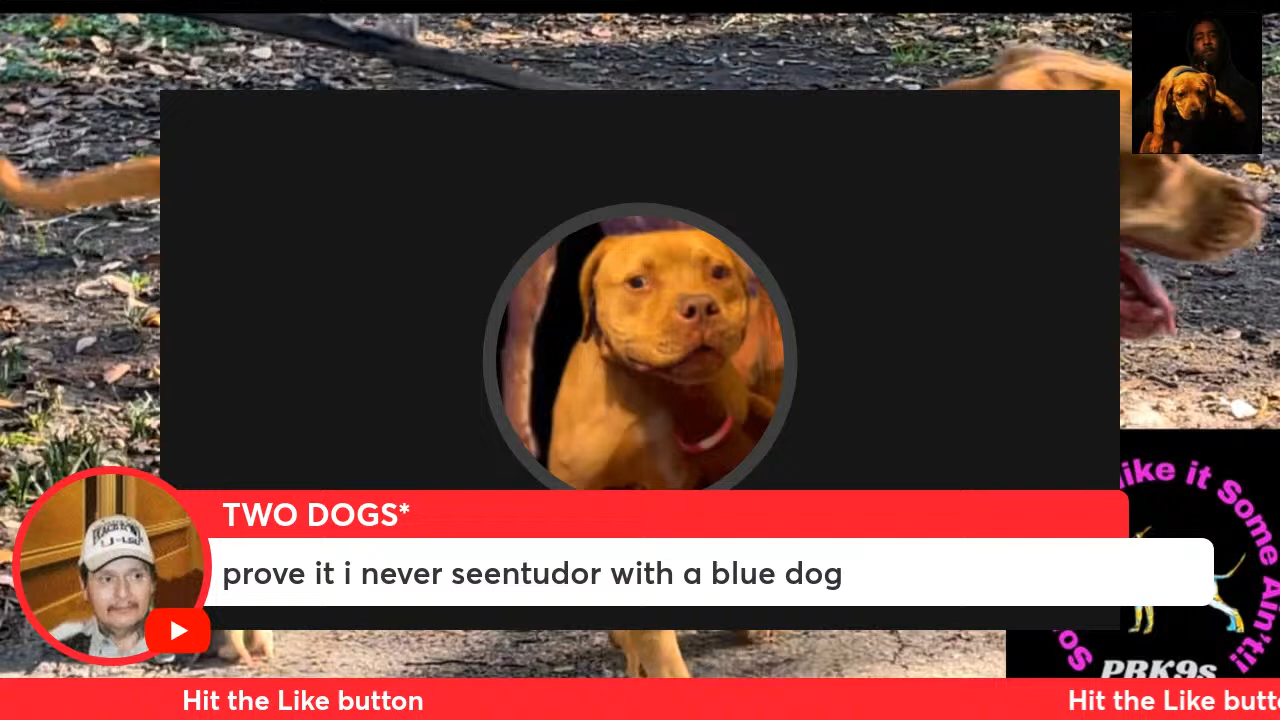 TWO DOGS*
prove it i never seentudor with a blue dog
like it Some Ain't!!
So
PBK9s
Hit the Like button
Hit the Like butt